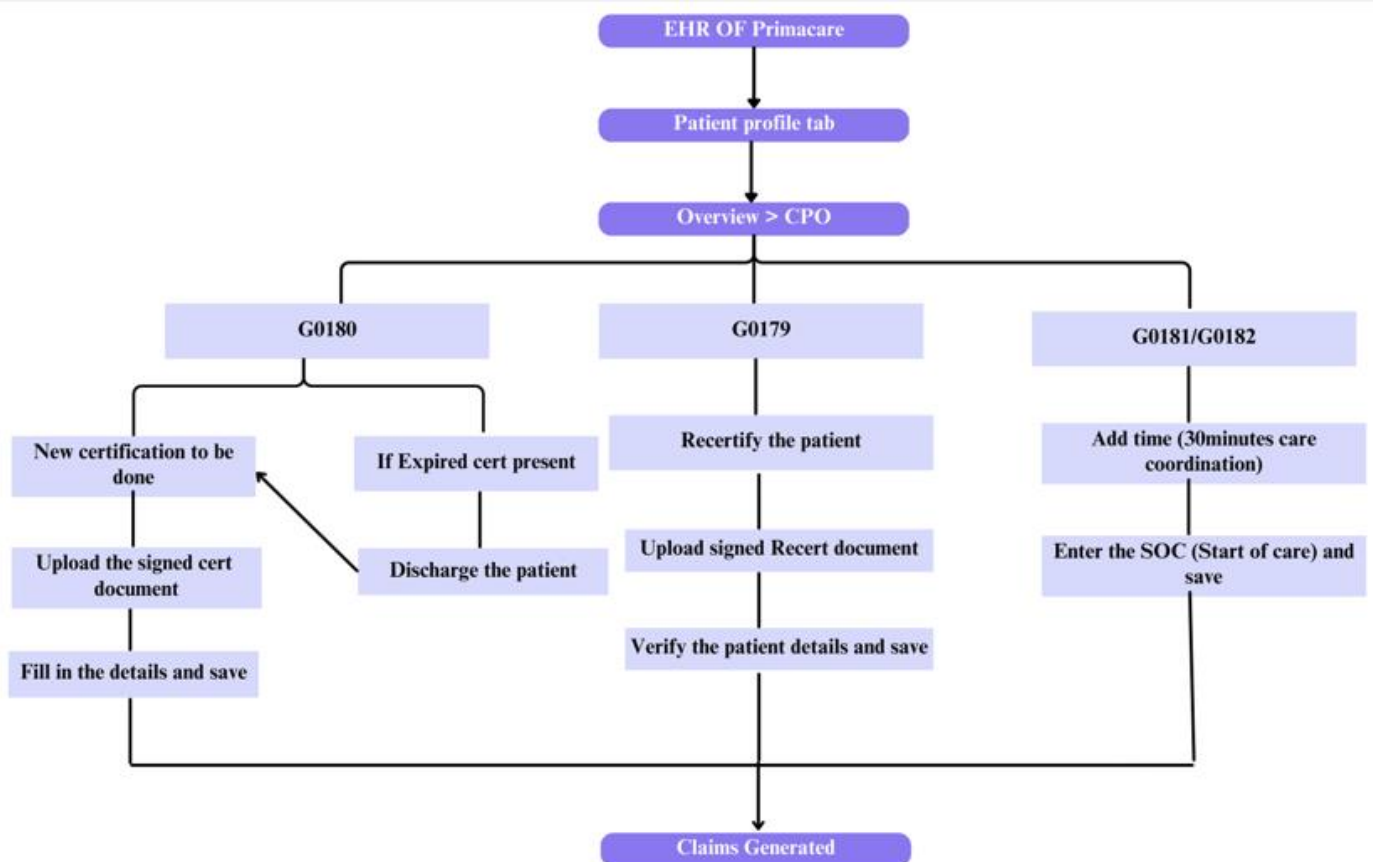 EHR OF Primacare
Patient profile tab
Overview > CPO
G0180
G0179
G0181/G0182
New certification to be
done
If Expired cert present
Recertify the patient
Add time (30minutes care
coordination)
Upload the signed cert
document
Discharge the patient
Upload signed Recert document
Enter the SOC (Start of care) and
save
Fill in the details and save
Verify the patient details and save
Claims Generated